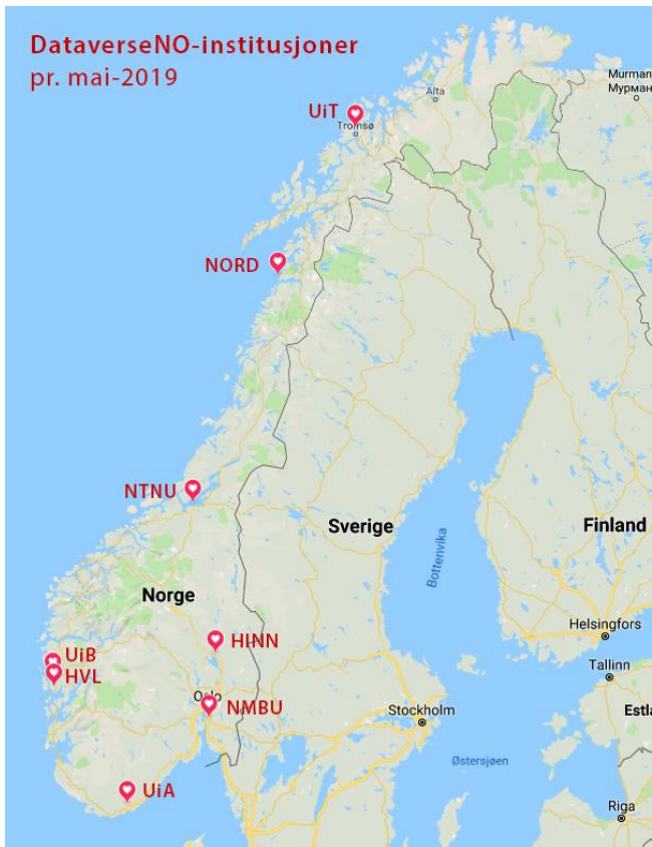 DataverseNO-institusjoner
pr. mai-2019
Murman
Мурман
Alta
UiT
Tromsø
NORD
NTNU
Sverige
Finland
Bottenvika
Norge
Helsingfors
HINN
UiB
HVL
Tallinn
Oslo
NMBU
Stockholm
Estla
Østersjøen
UiA
Riga